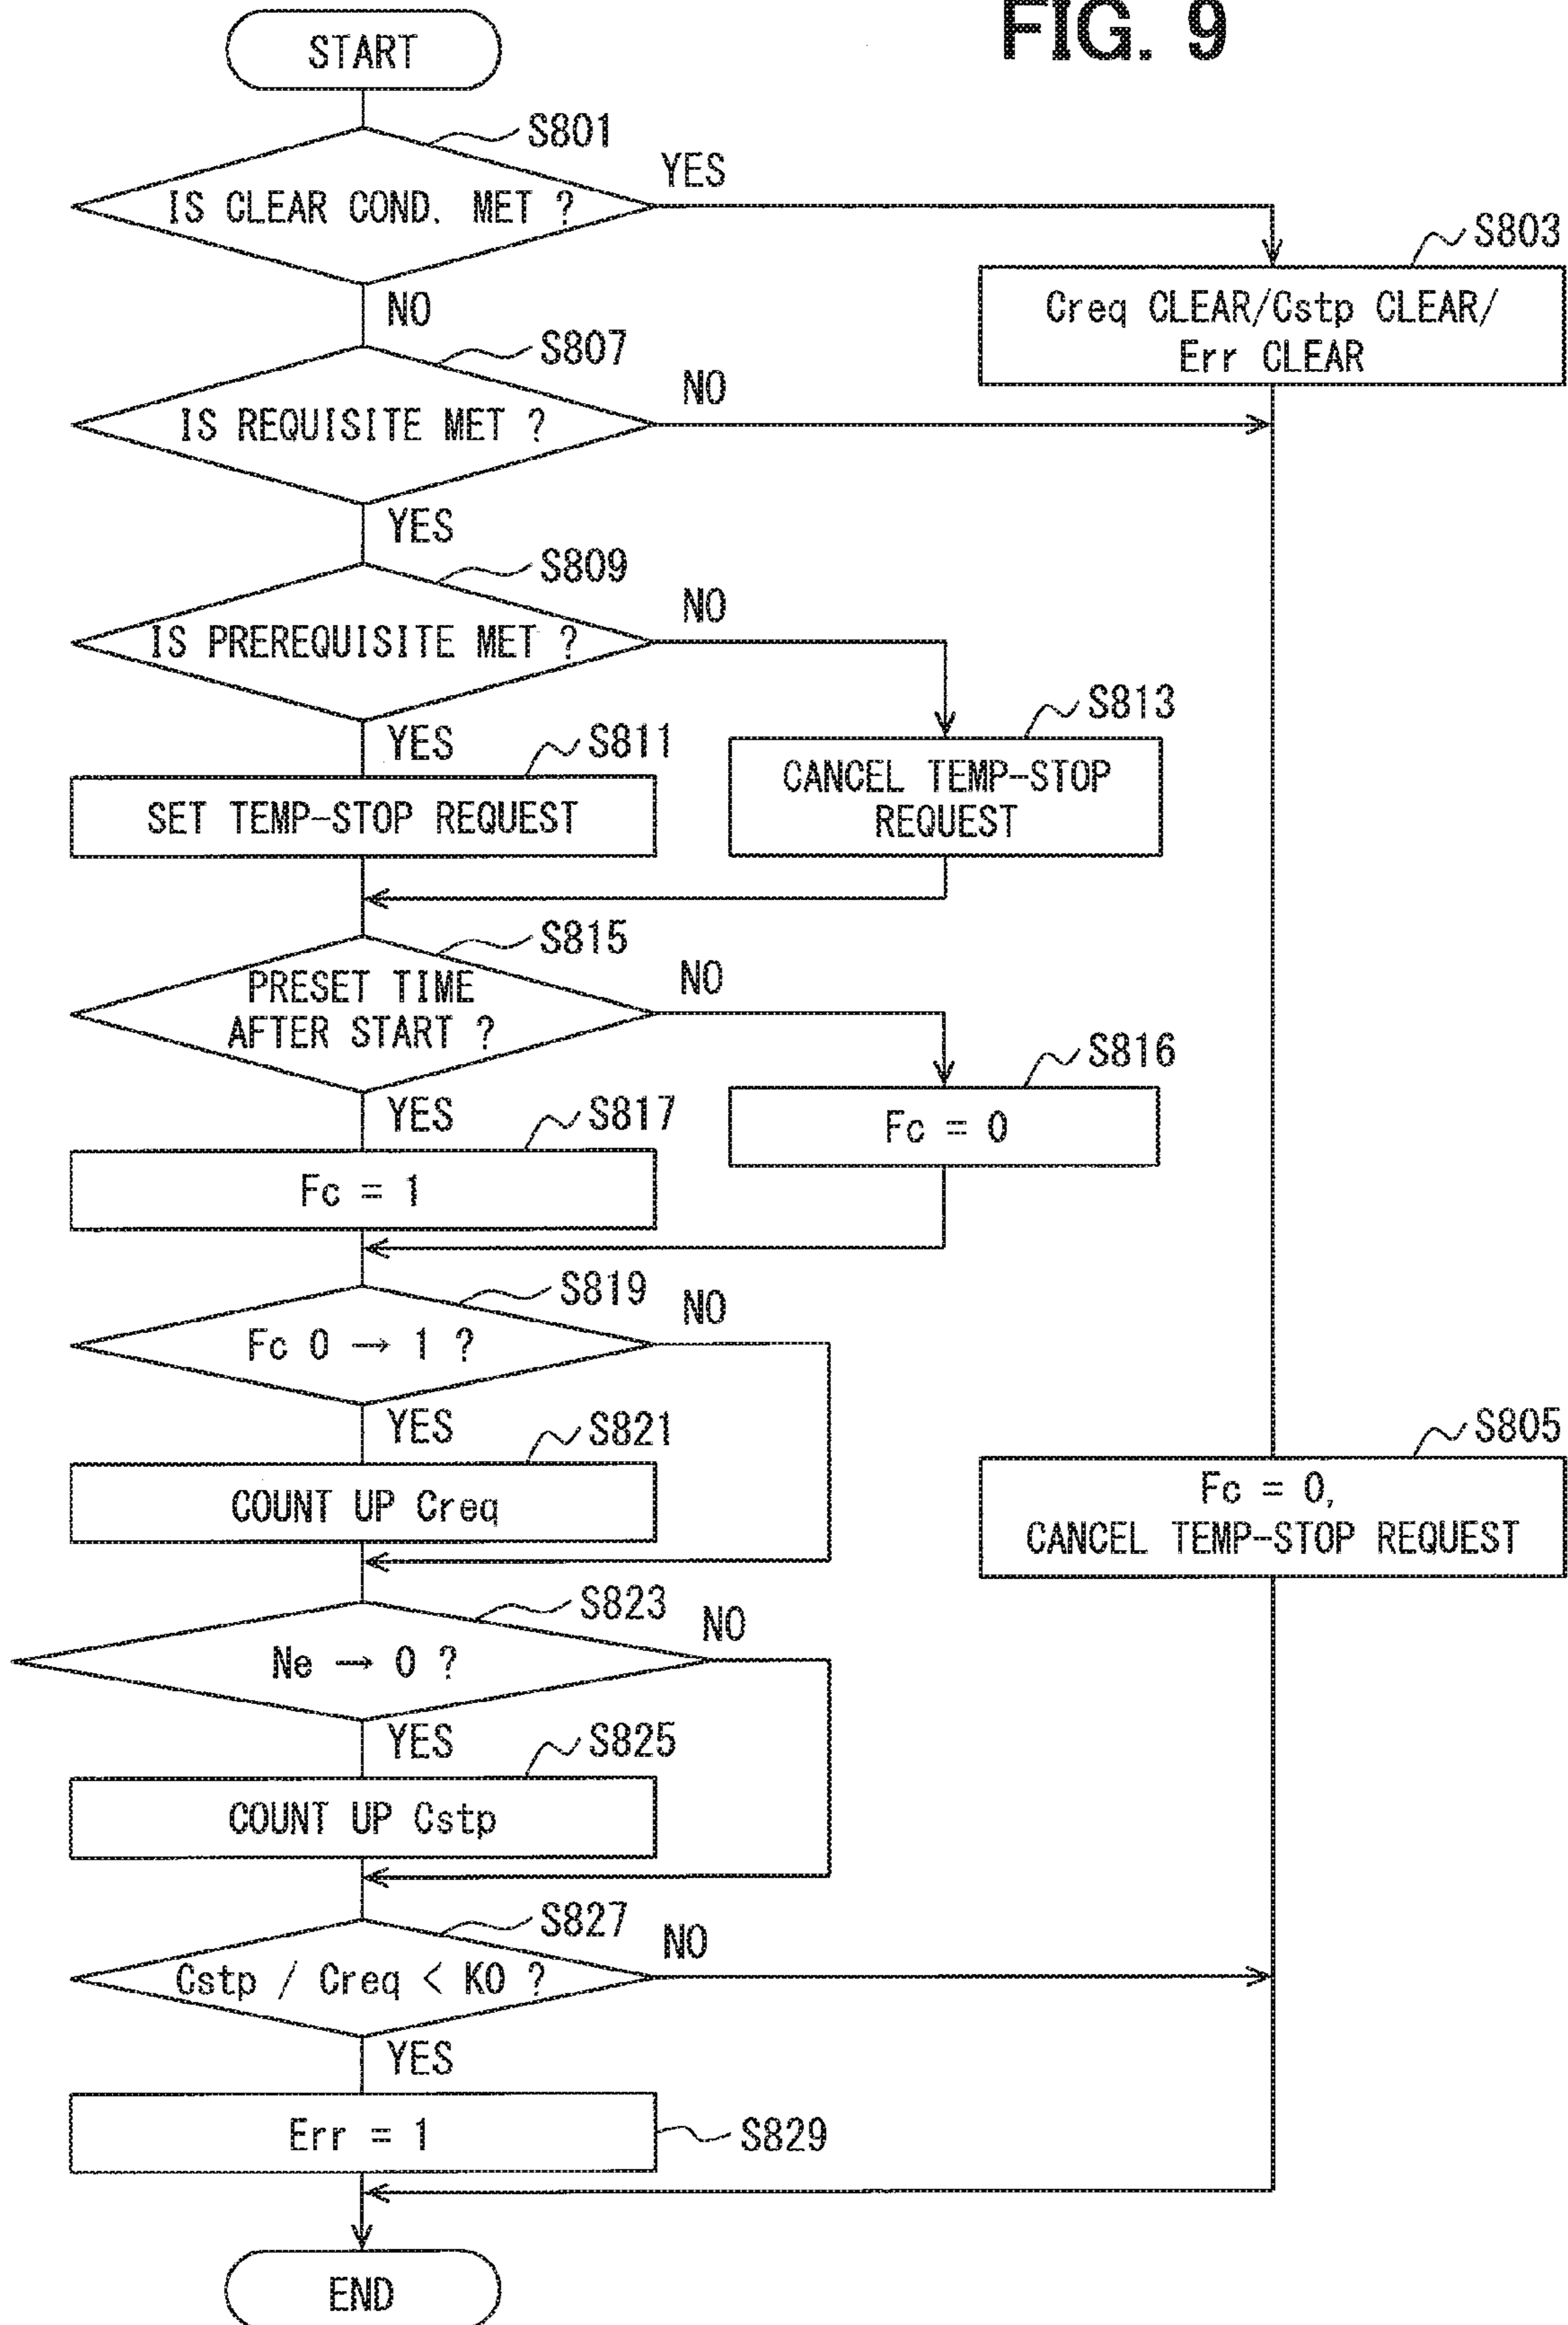 FIG. 9
START
S801
IS CLEAR COND. MET ?
YES
S803
Creq CLEAR/Cstp CLEAR/
Err CLEAR
NO
S807
IS REQUISITE MET ?
NO
YES
S809
IS PREREQUISITE MET ?
NO
YES
S811
SET TEMP-STOP REQUEST
S813
CANCEL TEMP-STOP
REQUEST
S815
PRESET TIME
AFTER START ?
NO
S816
Fc = 0
YES
S817
Fc = 1
S819
Fc 0 → 1 ?
NO
YES
S821
COUNT UP Creq
S805
Fc = 0,
CANCEL TEMP-STOP REQUEST
S823
Ne → 0 ?
NO
YES
S825
COUNT UP Cstp
S827
Cstp / Creq < K0 ?
NO
YES
Err = 1
S829
END